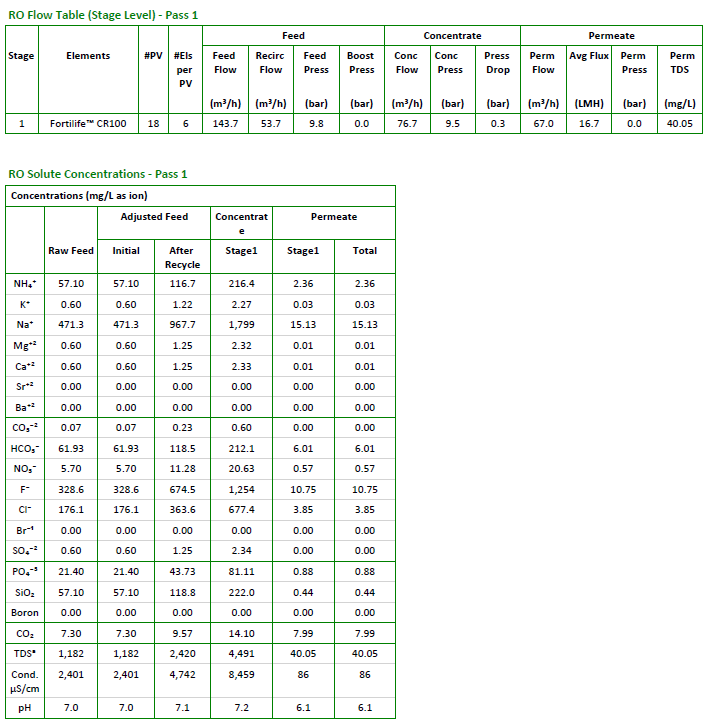 RO Flow Table (Stage Level) - Pass 1
Feed Concentrate Permeate
Stage Elements #PV #Els per PV Feed Flow Recirc Flow Feed Press Boost Press Conc Flow Conc Press Press Drop Perm Flow Avg Flux Perm Press Perm TDS
(m³/h) (m³/h) (bar) (bar) (m³/h) (bar) (bar) (m³/h) (LMH) (bar) (mg/L)
1 Fortilife™ CR100 18 6 143.7 53.7 9.8 0.0 76.7 9.5 0.3 67.0 16.7 0.0 40.05
RO Solute Concentrations - Pass 1
Concentrations (mg/L as ion)
Adjusted Feed Concentrate Permeate
Raw Feed Initial After Recycle Stage1 Stage1 Total
NH₄⁺ 57.10 57.10 116.7 216.4 2.36 2.36
K⁺ 0.60 0.60 1.22 2.27 0.03 0.03
Na⁺ 471.3 471.3 967.7 1,799 15.13 15.13
Mg⁺² 0.60 0.60 1.25 2.32 0.01 0.01
Ca⁺² 0.60 0.60 1.25 2.33 0.01 0.01
Sr⁺² 0.00 0.00 0.00 0.00 0.00 0.00
Ba⁺² 0.00 0.00 0.00 0.00 0.00 0.00
CO₃⁻² 0.07 0.07 0.23 0.60 0.00 0.00
HCO₃⁻ 61.93 61.93 118.5 212.1 6.01 6.01
NO₃⁻ 5.70 5.70 11.28 20.63 0.57 0.57
F⁻ 328.6 328.6 674.5 1,254 10.75 10.75
Cl⁻ 176.1 176.1 363.6 677.4 3.85 3.85
Br⁻¹ 0.00 0.00 0.00 0.00 0.00 0.00
SO₄⁻² 0.60 0.60 1.25 2.34 0.00 0.00
PO₄⁻³ 21.40 21.40 43.73 81.11 0.88 0.88
SiO₂ 57.10 57.10 118.8 222.0 0.44 0.44
Boron 0.00 0.00 0.00 0.00 0.00 0.00
CO₂ 7.30 7.30 9.57 14.10 7.99 7.99
TDSᵃ 1,182 1,182 2,420 4,491 40.05 40.05
Cond. µS/cm 2,401 2,401 4,742 8,459 86 86
pH 7.0 7.0 7.1 7.2 6.1 6.1